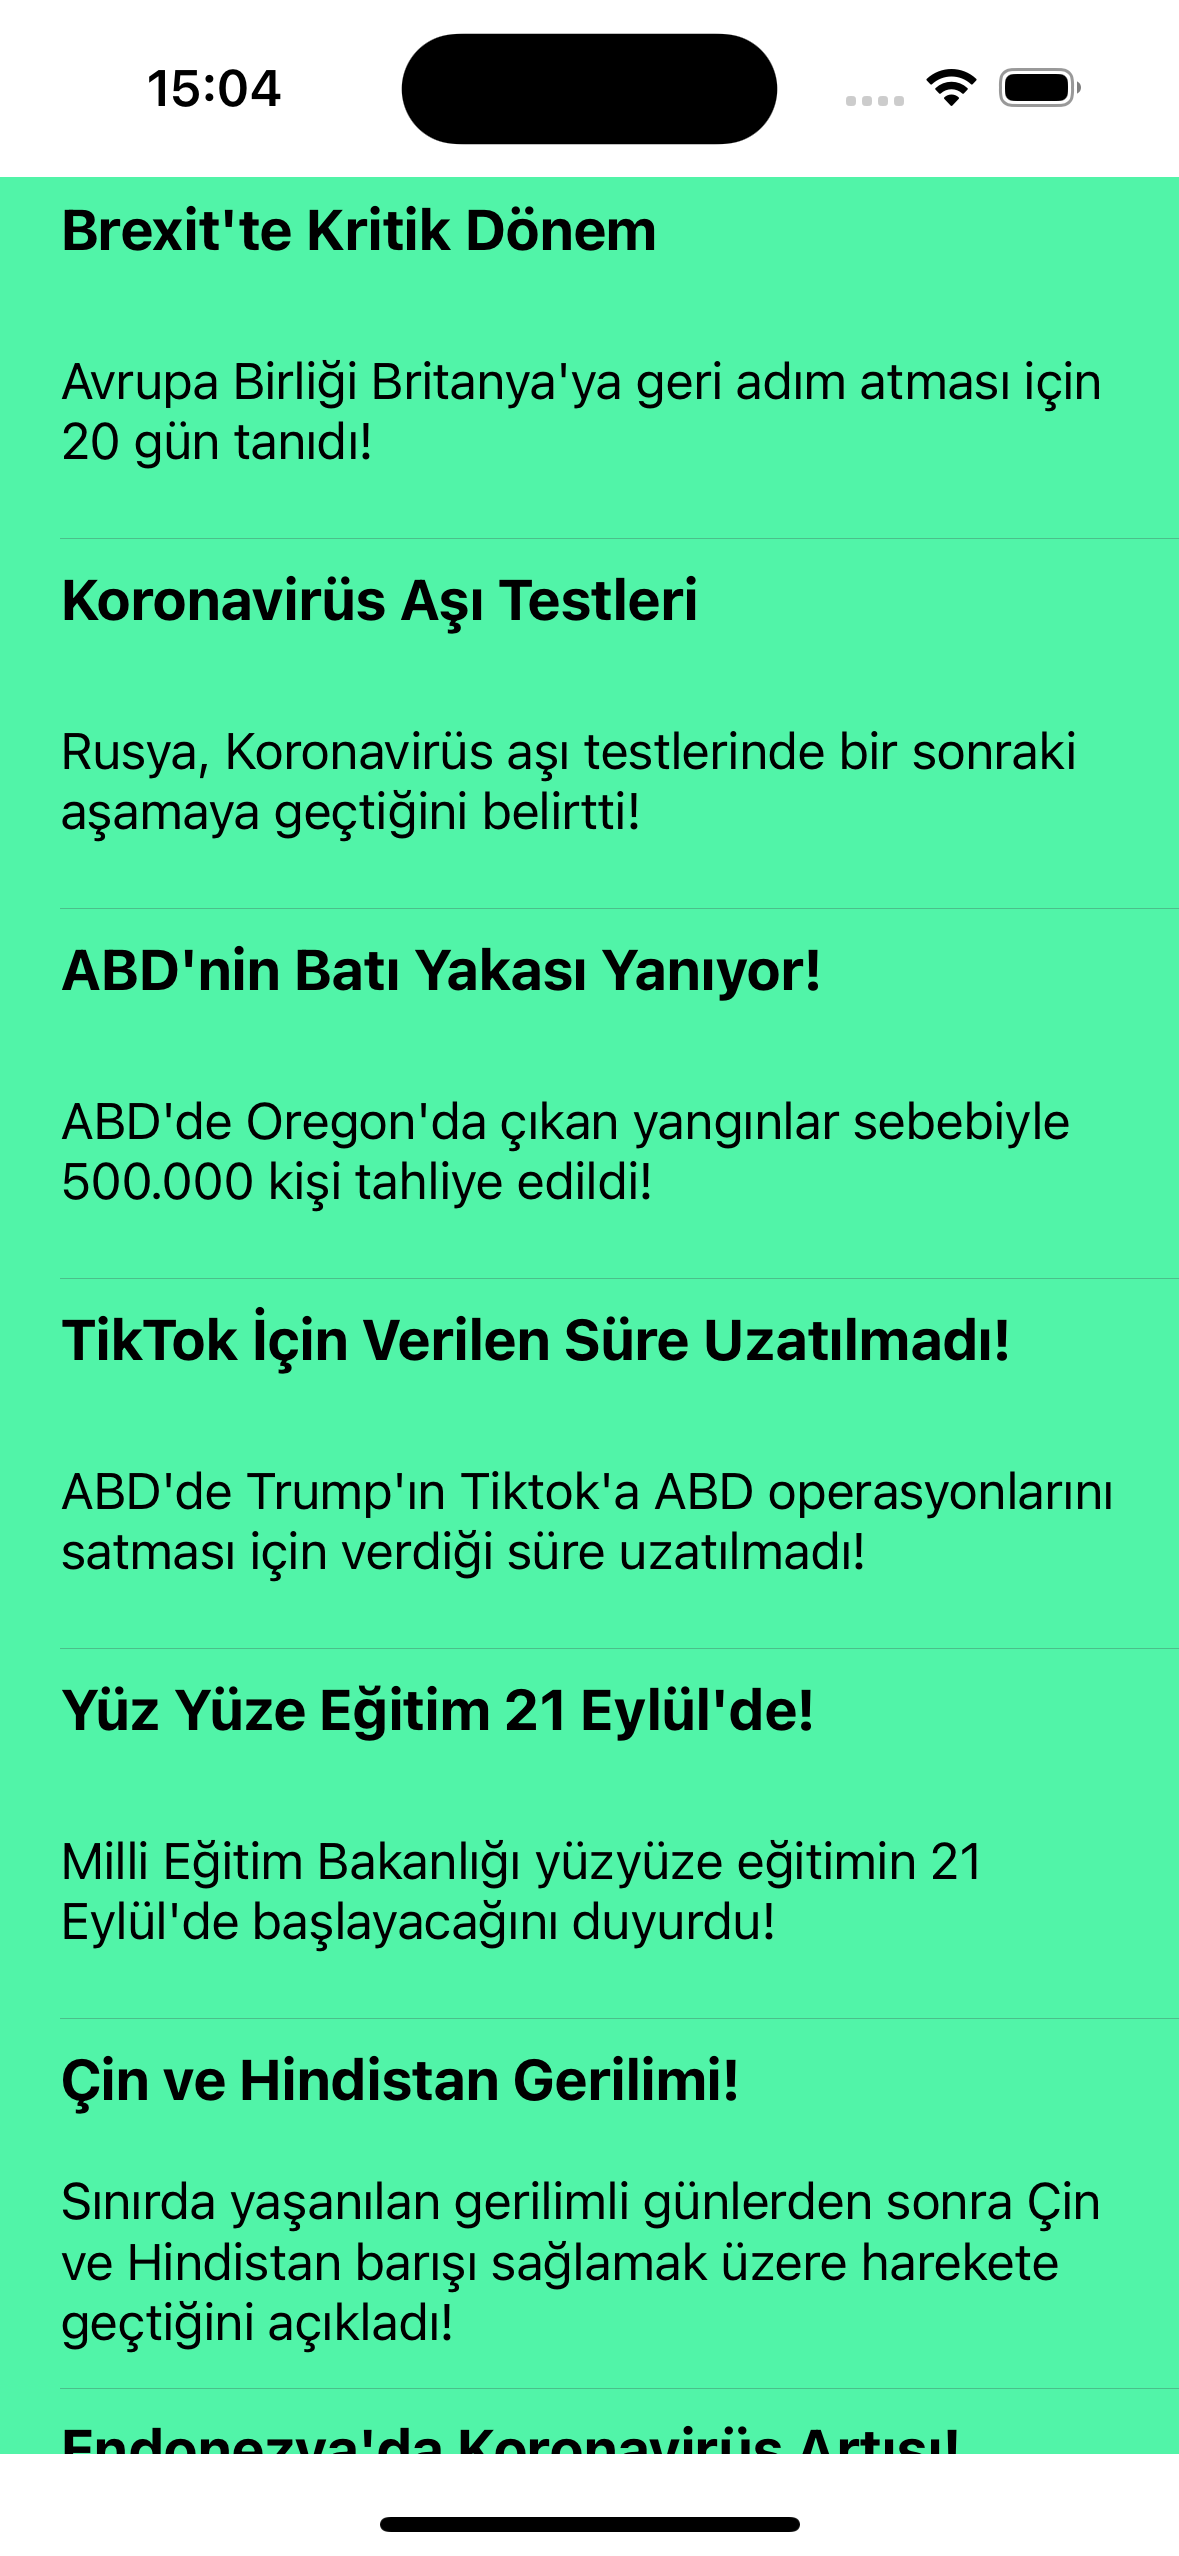 15:04
Brexit'te Kritik Dönem
Avrupa Birliği Britanya'ya geri adım atması için
20 gün tanıdı!
Koronavirüs Aşı Testleri
Rusya, Koronavirüs aşı testlerinde bir sonraki
aşamaya geçtiğini belirtti!
ABD'nin Batı Yakası Yanıyor!
ABD'de Oregon'da çıkan yangınlar sebebiyle
500.000 kişi tahliye edildi!
TikTok İçin Verilen Süre Uzatılmadı!
ABD'de Trump'ın Tiktok'a ABD operasyonlarını
satması için verdiği süre uzatılmadı!
Yüz Yüze Eğitim 21 Eylül'de!
Milli Eğitim Bakanlığı yüzyüze eğitimin 21
Eylül'de başlayacağını duyurdu!
Çin ve Hindistan Gerilimi!
Sınırda yaşanılan gerilimli günlerden sonra Çin
ve Hindistan barışı sağlamak üzere harekete
geçtiğini açıkladı!
Endonezya'da Koronavirüs Artışı!